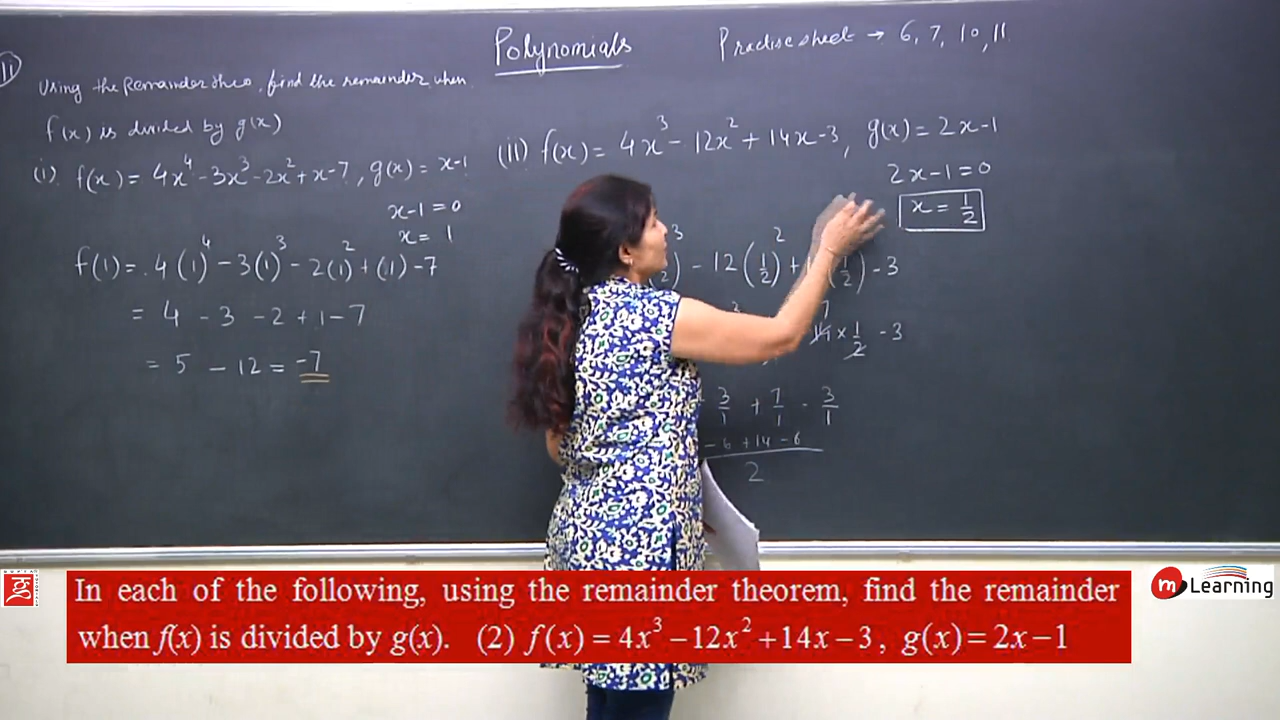 Polynomials
Practise sheet → 6, 7, 10, 11
11
Using the Remainder theo, find the remainder, when
f(x) is divided by g(x)
(i) f(x) = 4x⁴ - 3x³ - 2x² + x - 7, g(x) = x-1
x-1 = 0
x = 1
f(1) = 4(1)⁴ - 3(1)³ - 2(1)² + (11) - 7
= 4 - 3 - 2 + 1 - 7
= 5 - 12 = -7
(II) f(x) = 4x³ - 12x² + 14x - 3, g(x) = 2x-1
2x-1 = 0
x = 1/2
3
2) - 12(1/2)² + 1 (1/2) - 3
7
14 × 1/2 - 3
3/1 + 7/1 - 3/1
- 6 + 14 - 6
2
In each of the following, using the remainder theorem, find the remainder
when f(x) is divided by g(x). (2) f(x) = 4x³ − 12x² + 14x − 3, g(x) = 2x − 1
m Learning